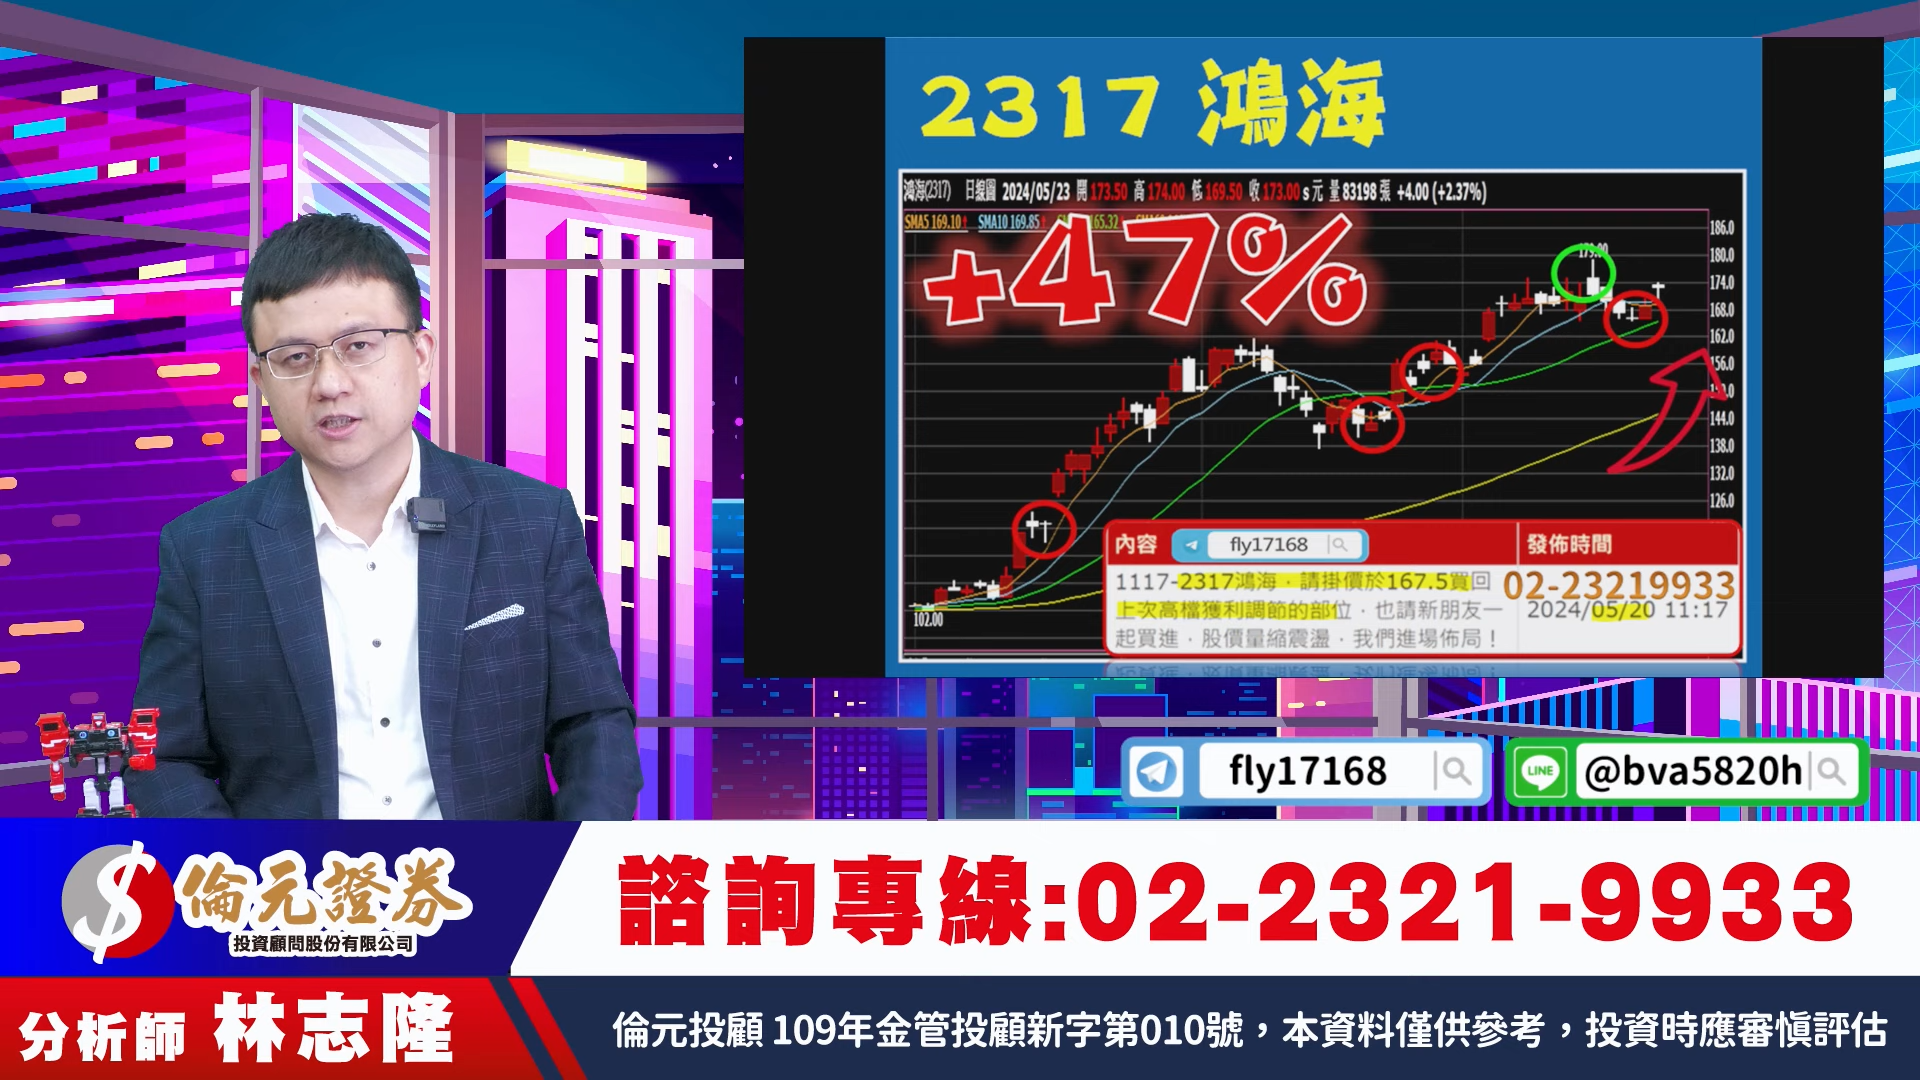 2317 鴻海
鴻海(2317) 日線圖 2024/05/23 開 173.50 高 174.00 低 169.50 收 173.00 s元 量 83198 張 +4.00 (+2.37%)
SMA5 169.10↑ SMA10 169.85↑ 165.32
+47%
179.00
186.0
180.0
174.0
168.0
162.0
156.0
144.0
138.0
132.0
126.0
102.00
內容 fly17168 發佈時間
1117-2317鴻海，請掛價於167.5買回
上次高檔獲利調節的部位，也請新朋友一
起買進，股價量縮震盪，我們進場佈局！
02-23219933
2024/05/20 11:17
fly17168
LINE @bva5820h
倫元證券
投資顧問股份有限公司
諮詢專線:02-2321-9933
分析師 林志隆
倫元投顧 109年金管投顧新字第010號，本資料僅供參考，投資時應審慎評估